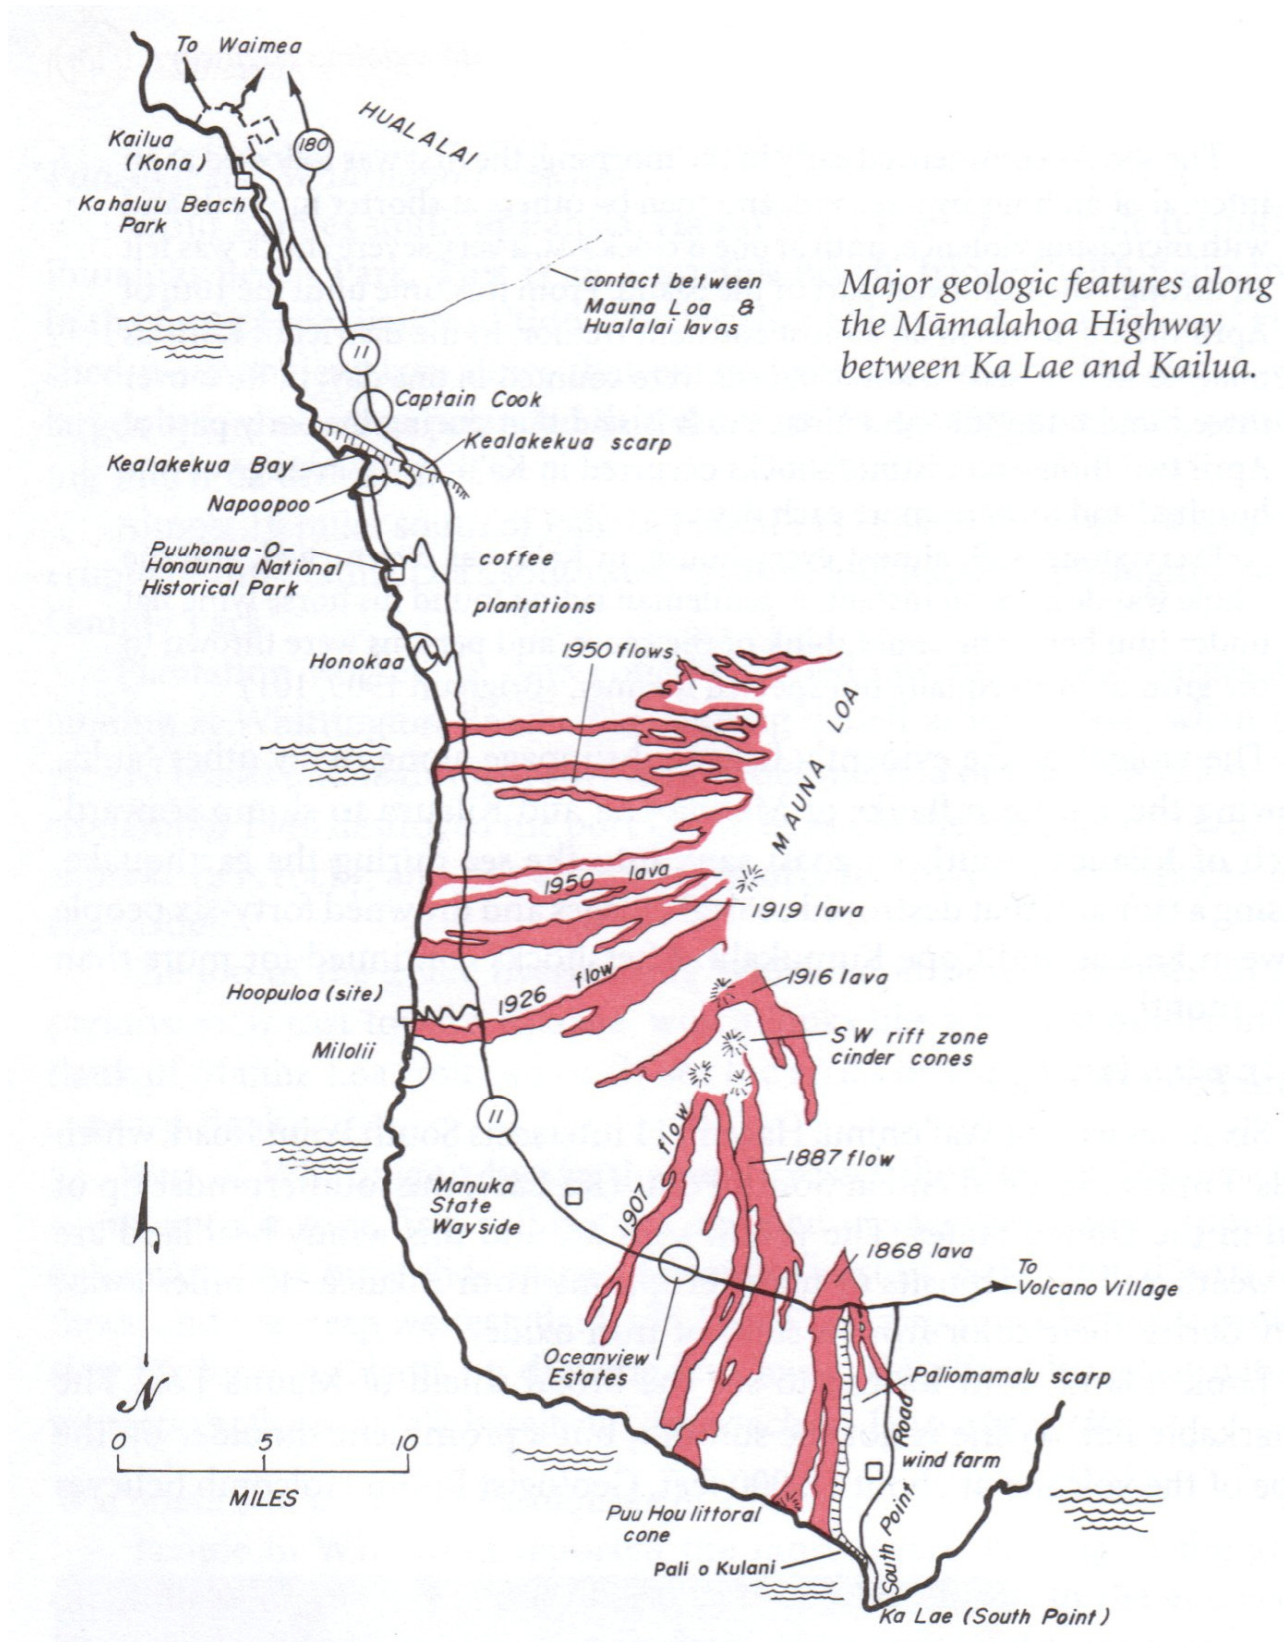 To Waimea
HUALALAI
180
Kailua
(Kona)
Kahaluu Beach
Park
contact between
Mauna Loa &
Hualalai lavas
Major geologic features along
the Māmalahoa Highway
between Ka Lae and Kailua.
11
Captain Cook
Kealakekua scarp
Kealakekua Bay
Napoopoo
Puuhonua-O-
Honaunau National
Historical Park
coffee
plantations
Honokaa
1950 flows
MAUNA LOA
1950 lava
1919 lava
1926 flow
1916 lava
Hoopuloa (site)
SW rift zone
cinder cones
Milolii
11
1907 flow
1887 flow
Manuka
State
Wayside
1868 lava
To
Volcano Village
Oceanview
Estates
Paliomamalu scarp
N
0 5 10
MILES
wind farm
South Point Road
Puu Hou littoral
cone
Pali o Kulani
Ka Lae (South Point)